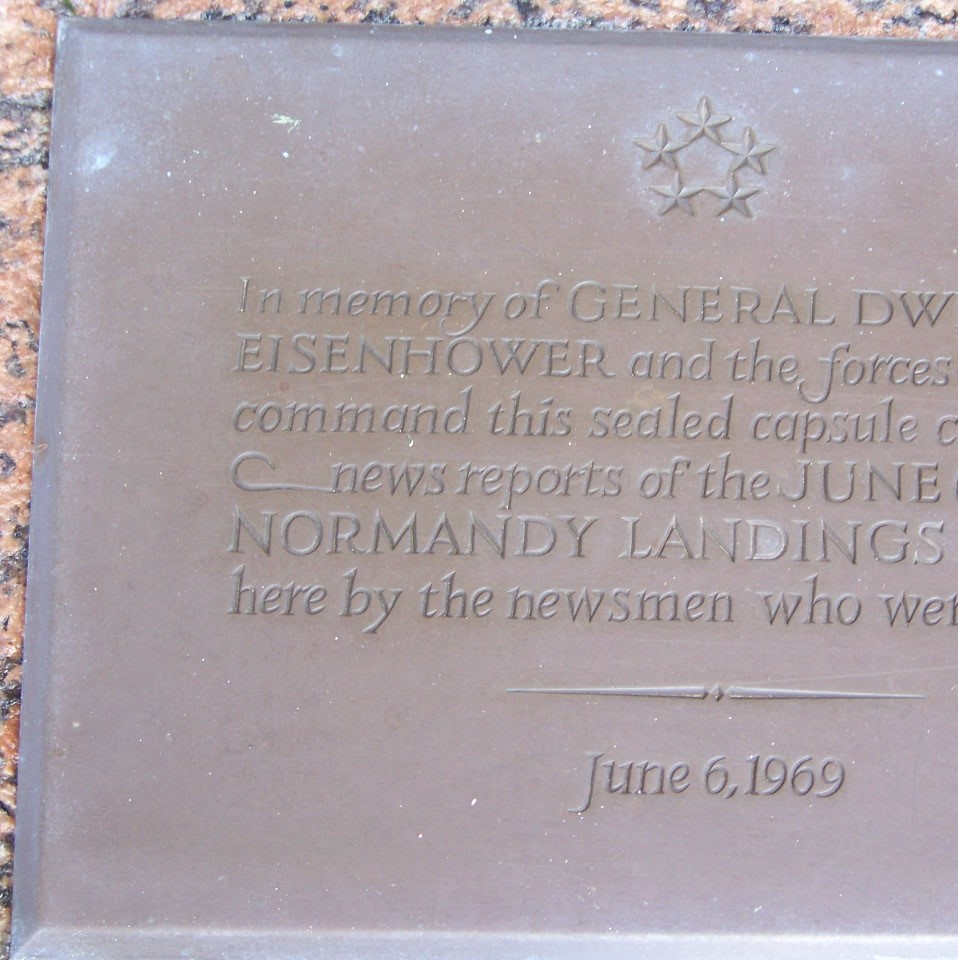 In memory of GENERAL DW
EISENHOWER and the forces
command this sealed capsule c
news reports of the JUNE
NORMANDY LANDINGS
here by the newsmen who wer
June 6, 1969